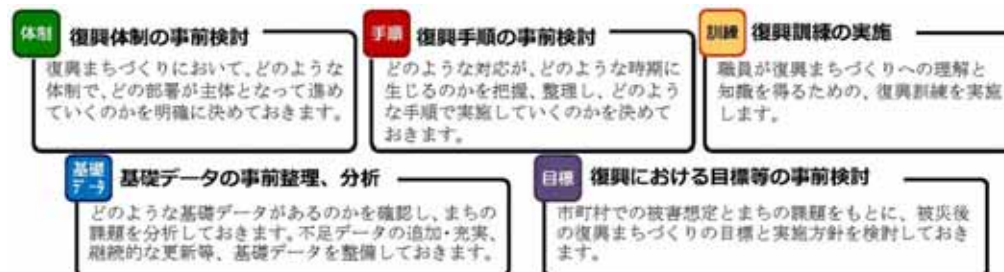 体制 復興体制の事前検討
復興まちづくりにおいて、どのような
体制で、どの部署が主体となって進め
ていくのかを明確に決めておきます。
手順 復興手順の事前検討
どのような対応が、どのような時期に
生じるのかを把握、整理し、どのよう
な手順で実施していくのかを決めて
おきます。
訓練 復興訓練の実施
職員が復興まちづくりへの理解と
知識を得るための、復興訓練を実施
します。
基礎
データ 基礎データの事前整理、分析
どのような基礎データがあるのかを確認し、まちの
課題を分析しておきます。不足データの追加・充実、
継続的な更新等、基礎データを整備しておきます。
目標 復興における目標等の事前検討
市町村での被害想定とまちの課題をもとに、被災後
の復興まちづくりの目標と実施方針を検討しておき
ます。